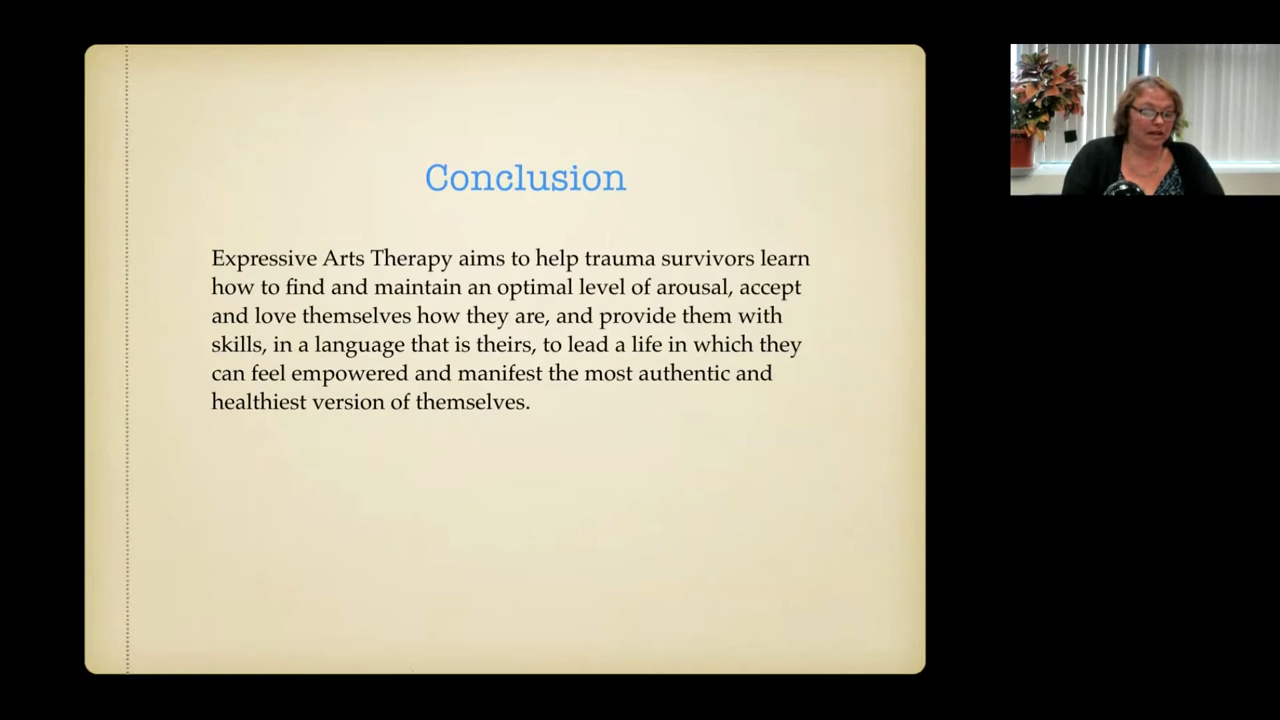 Conclusion
Expressive Arts Therapy aims to help trauma survivors learn
how to find and maintain an optimal level of arousal, accept
and love themselves how they are, and provide them with
skills, in a language that is theirs, to lead a life in which they
can feel empowered and manifest the most authentic and
healthiest version of themselves.